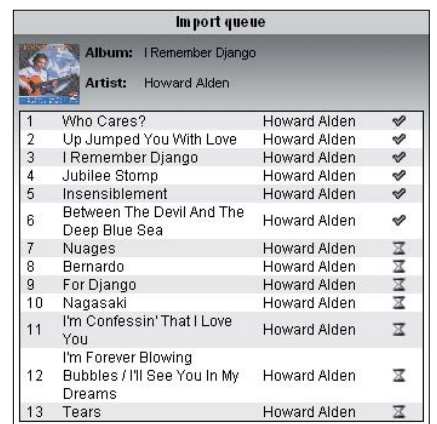 Import queue
Album: I Remember Django
Artist: Howard Alden
1 Who Cares? Howard Alden
2 Up Jumped You With Love Howard Alden
3 I Remember Django Howard Alden
4 Jubilee Stomp Howard Alden
5 Insensiblement Howard Alden
6 Between The Devil And The Howard Alden
Deep Blue Sea
7 Nuages Howard Alden
8 Bernardo Howard Alden
9 For Django Howard Alden
10 Nagasaki Howard Alden
11 I'm Confessin' That I Love Howard Alden
You
I'm Forever Blowing
12 Bubbles / I'll See You In My Howard Alden
Dreams
13 Tears Howard Alden